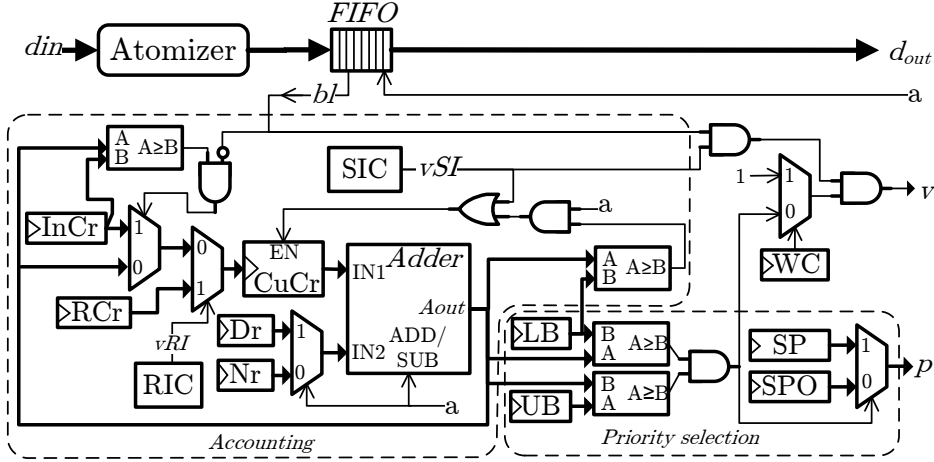 FIFO
din
Atomizer
d_out
bl
a
A
B
A≥B
SIC
vSI
1
1
0
v
InCr
1
0
0
1
EN
CuCr
IN1
Adder
a
A
B
A≥B
WC
RCr
Aout
vRI
RIC
Dr
Nr
1
0
IN2
ADD/
SUB
LB
B
A
A≥B
UB
B
A
A≥B
SP
SPO
1
0
p
a
Accounting
Priority selection